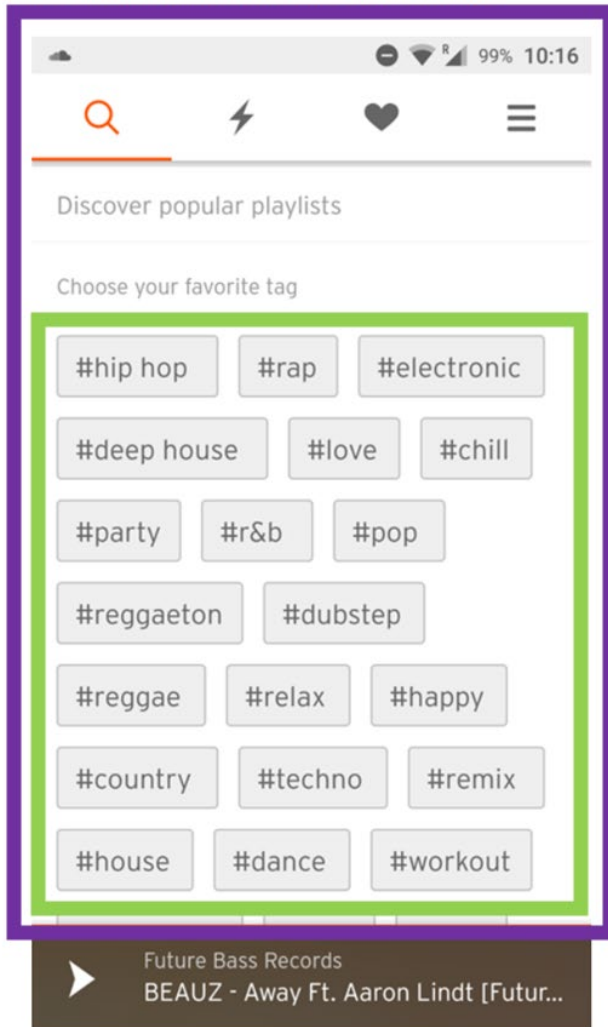 R 99% 10:16
Discover popular playlists
Choose your favorite tag
#hip hop #rap #electronic
#deep house #love #chill
#party #r&b #pop
#reggaeton #dubstep
#reggae #relax #happy
#country #techno #remix
#house #dance #workout
Future Bass Records
BEAUZ - Away Ft. Aaron Lindt [Futur...